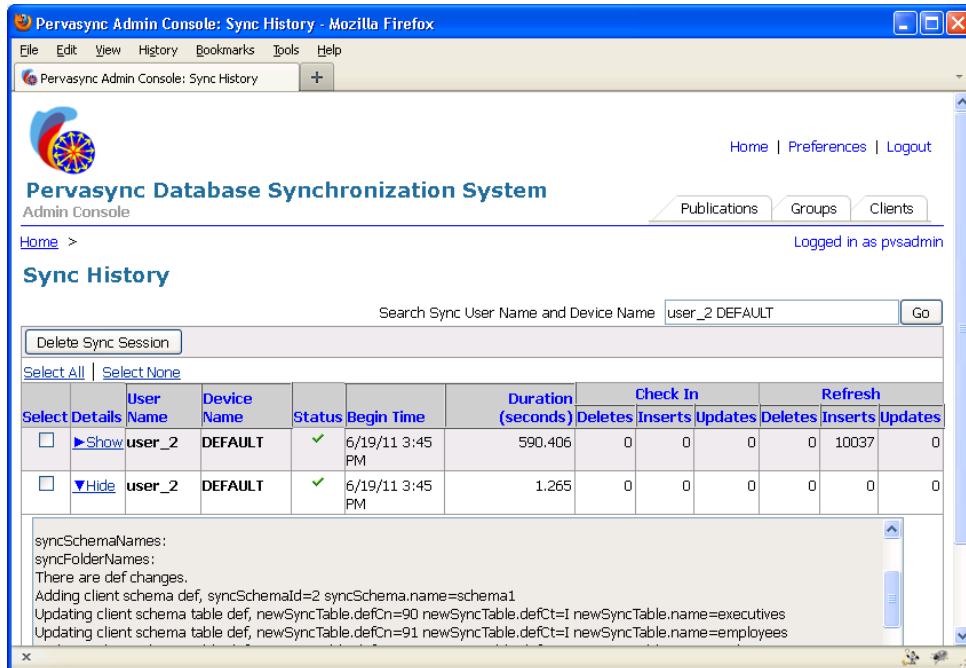 Pervasync Admin Console: Sync History - Mozilla Firefox
File Edit View History Bookmarks Tools Help
Pervasync Admin Console: Sync History +
Home | Preferences | Logout
Pervasync Database Synchronization System
Admin Console
Publications Groups Clients
Home > Logged in as pvsadmin
Sync History
Search Sync User Name and Device Name user_2 DEFAULT Go
Delete Sync Session
Select All | Select None
User Device Duration Check In Refresh
Select Details Name Name Status Begin Time (seconds) Deletes Inserts Updates Deletes Inserts Updates
Show user_2 DEFAULT 6/19/11 3:45 590.406 0 0 0 0 10037 0
PM
Hide user_2 DEFAULT 6/19/11 3:45 1.265 0 0 0 0 0 0
PM
syncSchemaNames:
syncFolderNames:
There are def changes.
Adding client schema def, syncSchemaId=2 syncSchema.name=schema1
Updating client schema table def, newSyncTable.defCn=90 newSyncTable.defCt=I newSyncTable.name=executives
Updating client schema table def, newSyncTable.defCn=91 newSyncTable.defCt=I newSyncTable.name=employees